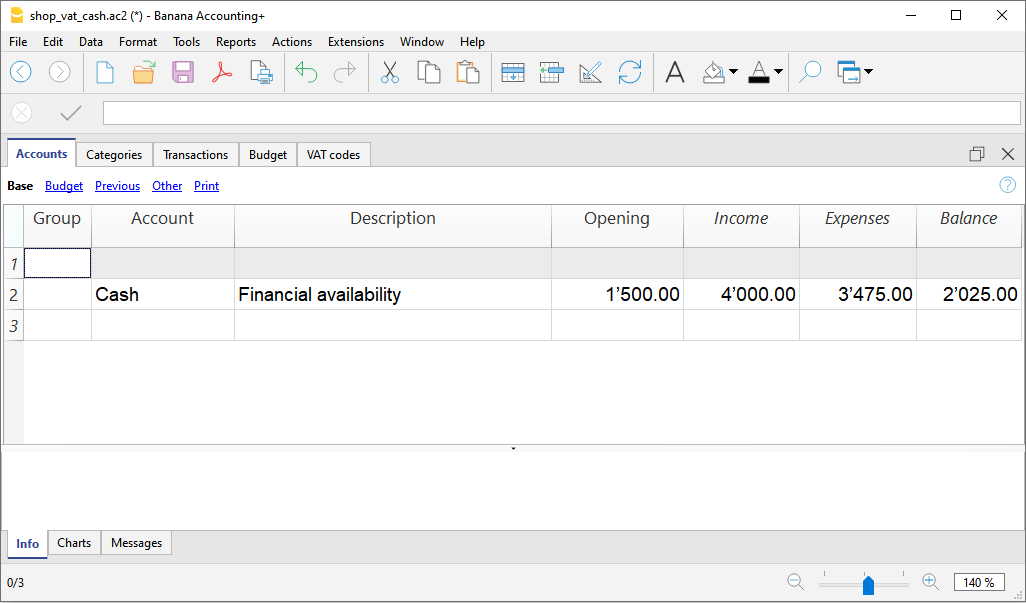 shop_vat_cash.ac2 (*) - Banana Accounting+
File Edit Data Format Tools Reports Actions Extensions Window Help
Accounts Categories Transactions Budget VAT codes
Base Budget Previous Other Print
Group Account Description Opening Income Expenses Balance
1
2 Cash Financial availability 1’500.00 4’000.00 3’475.00 2’025.00
3
Info Charts Messages
0/3 140 %